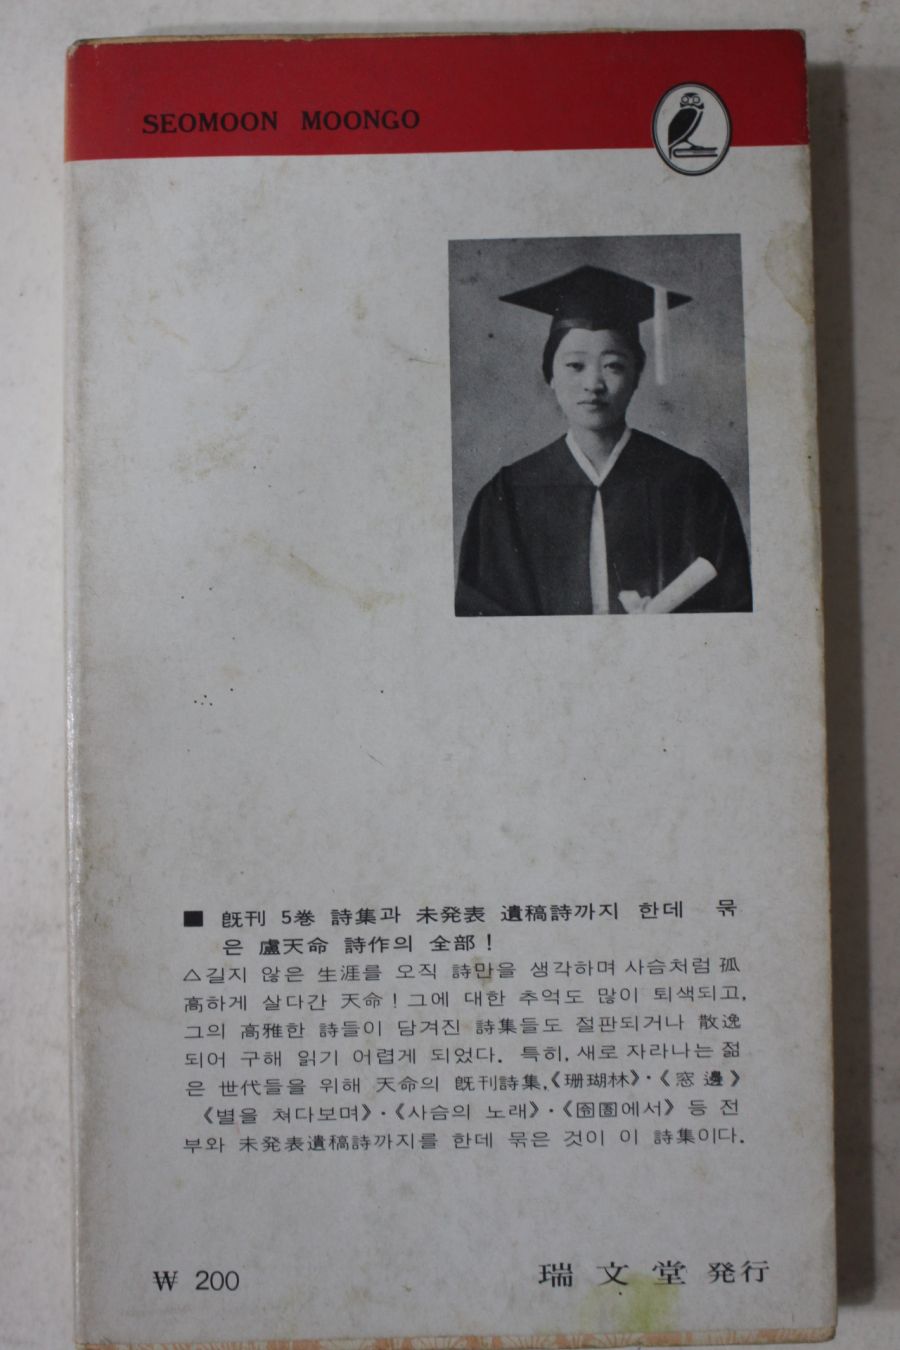 SEOMOON MOONGO
■ 旣刊 5巻 詩集과 未発表 遺稿詩까지 한데 묶
은 盧天命 詩作의 全部!
△길지 않은 生涯를 오직 詩만을 생각하며 사슴처럼 孤
高하게 살다간 天命! 그에 대한 추억도 많이 퇴색되고,
그의 高雅한 詩들이 담겨진 詩集들도 절판되거나 散逸
되어 구해 읽기 어렵게 되었다. 특히, 새로 자라나는 젊
은 世代들을 위해 天命의 旣刊詩集,《珊瑚林》·《窓邊》
《별을 쳐다보며》·《사슴의 노래》·《囹圄에서》등 전
부와 未発表遺稿詩까지를 한데 묶은 것이 이 詩集이다.
₩ 200
瑞文堂 発行